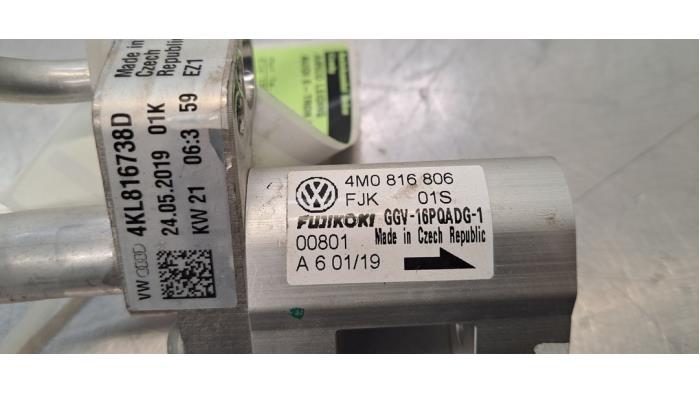 Made in
Czech
Republic EZ1
4KL816738D
24.05.2019 01K
KW 21 06:3 59
VW
4M0 816 806
FJK 01S
FUJIKOKI GGV-16PQADG-1
00801 Made in Czech Republic
A 6 01/19